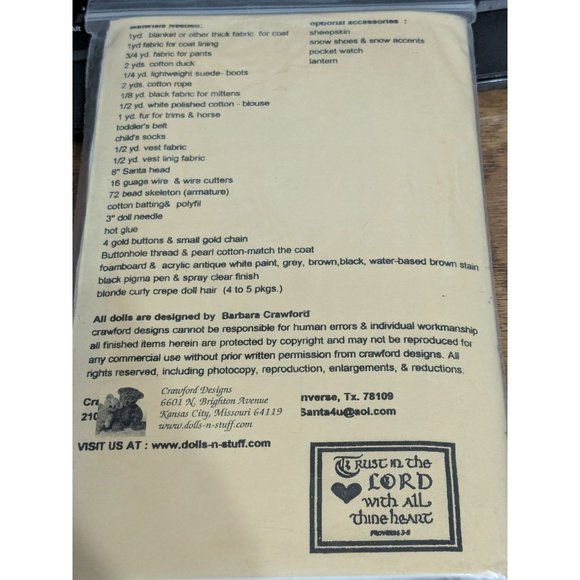 materials needed:
1yd. blanket or other thick fabric for coat
1yd fabric for coat lining
3/4 yd. fabric for pants
2 yds. cotton duck
1/4 yd. lightweight suede- boots
2 yds. cotton rope
1/8 yd. black fabric for mittens
1/2 yd. white polished cotton - blouse
1 yd. fur for trims & horse
toddler's belt
child's socks
1/2 yd. vest fabric
1/2 yd. vest linig fabric
8" Santa head
16 guage wire & wire cutters
72 bead skeleton (armature)
cotton batting& polyfil
3" doll needle
hot glue
4 gold buttons & small gold chain
Buttonhole thread & pearl cotton-match the coat
foamboard & acrylic antique white paint, grey, brown,black, water-based brown stain
black pigma pen & spray clear finish
blonde curly crepe doll hair (4 to 5 pkgs.)
optional accessories :
sheepskin
snow shoes & snow accents
pocket watch
lantern
All dolls are designed by Barbara Crawford
crawford designs cannot be responsible for human errors & individual workmanship
all finished items herein are protected by copyright and may not be reproduced for
any commercial use without prior written permission from crawford designs. All
rights reserved, including photocopy, reproduction, enlargements, & reductions.
Crawford Designs
6601 N. Brighton Avenue
Kansas City, Missouri 64119
www.dolls-n-stuff.com
Cra
nverse, Tx. 78109
210
Santa4u@aol.com
VISIT US AT : www.dolls-n-stuff.com
Trust in the
LORD
with all
thine heart
PROVERBS 3-5